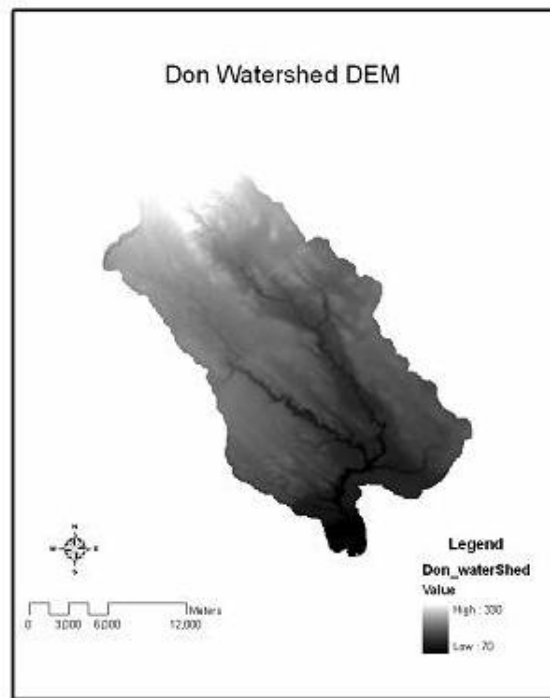 Don Watershed DEM
N
W E
S
Meters
0 3,000 6,000 12,000
Legend
Don_waterShed
Value
High : 330
Low : 70